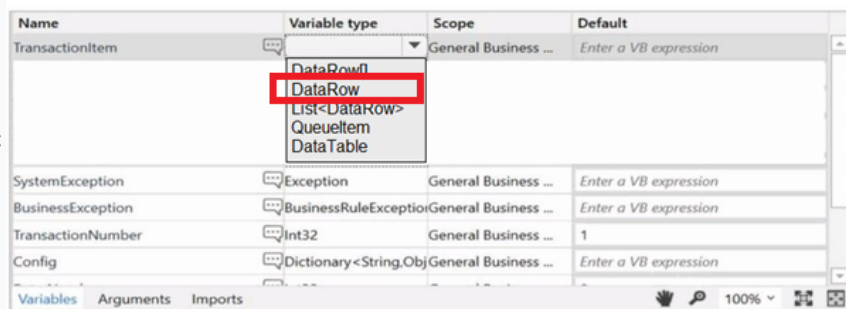 Name Variable type Scope Default
TransactionItem General Business ... Enter a VB expression
DataRow[]
DataRow
List<DataRow>
QueueItem
DataTable
SystemException Exception General Business ... Enter a VB expression
BusinessException BusinessRuleException General Business ... Enter a VB expression
TransactionNumber Int32 General Business ... 1
Config Dictionary<String,Obj General Business ... Enter a VB expression
Variables Arguments Imports 100%